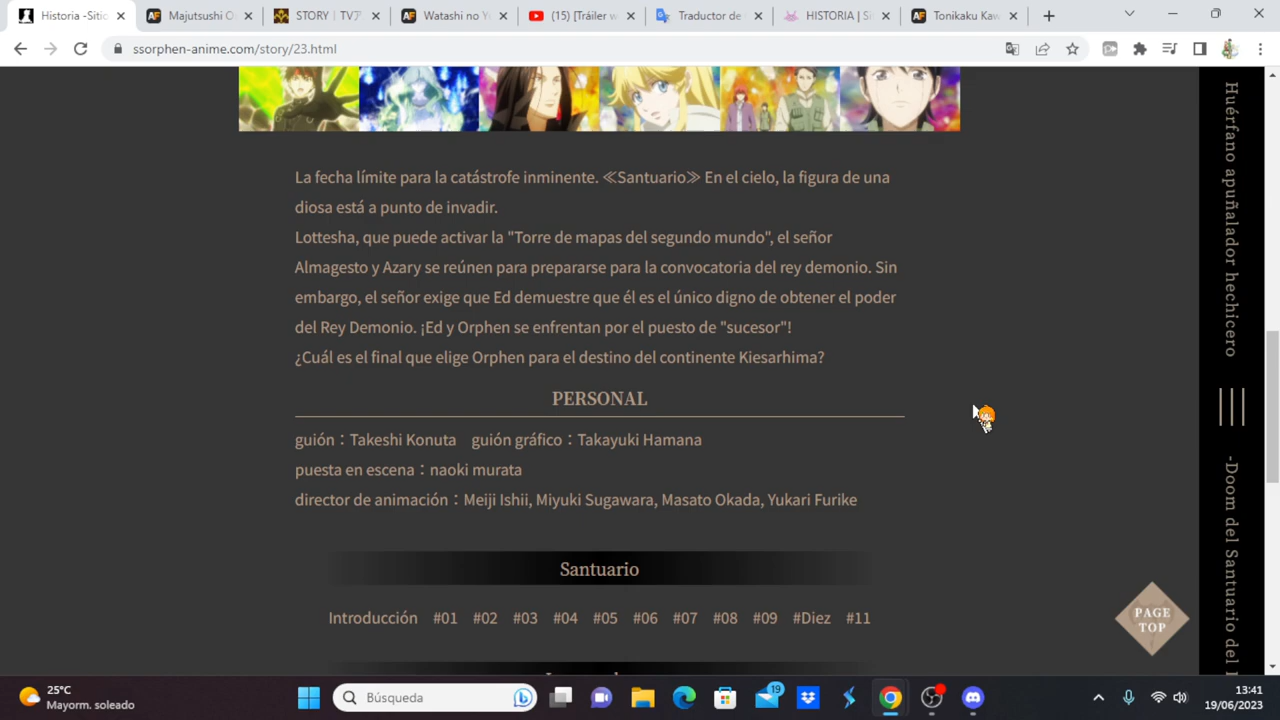 Historia -Sitio
Majutsushi O
STORY | TVア
Watashi no Yu
(15) [Tráiler v
Traductor de
HISTORIA | Si
Tonikaku Kaw
ssorphen-anime.com/story/23.html
La fecha límite para la catástrofe inminente. ≪Santuario≫ En el cielo, la figura de una
diosa está a punto de invadir.
Lottesha, que puede activar la "Torre de mapas del segundo mundo", el señor
Almagesto y Azary se reúnen para prepararse para la convocatoria del rey demonio. Sin
embargo, el señor exige que Ed demuestre que él es el único digno de obtener el poder
del Rey Demonio. ¡Ed y Orphen se enfrentan por el puesto de "sucesor"!
¿Cuál es el final que elige Orphen para el destino del continente Kiesarhima?
PERSONAL
guión：Takeshi Konuta guión gráfico：Takayuki Hamana
puesta en escena：naoki murata
director de animación：Meiji Ishii, Miyuki Sugawara, Masato Okada, Yukari Furike
Santuario
Introducción #01 #02 #03 #04 #05 #06 #07 #08 #09 #Diez #11
Huérfano apuñalador hechicero
-Doom del Santuario del
PAGE
TOP
25°C
Mayorm. soleado
Búsqueda
19
13:41
19/06/2023